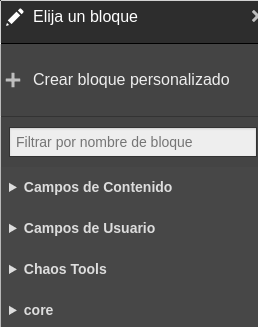 Elija un bloque
Crear bloque personalizado
Filtrar por nombre de bloque
Campos de Contenido
Campos de Usuario
Chaos Tools
core